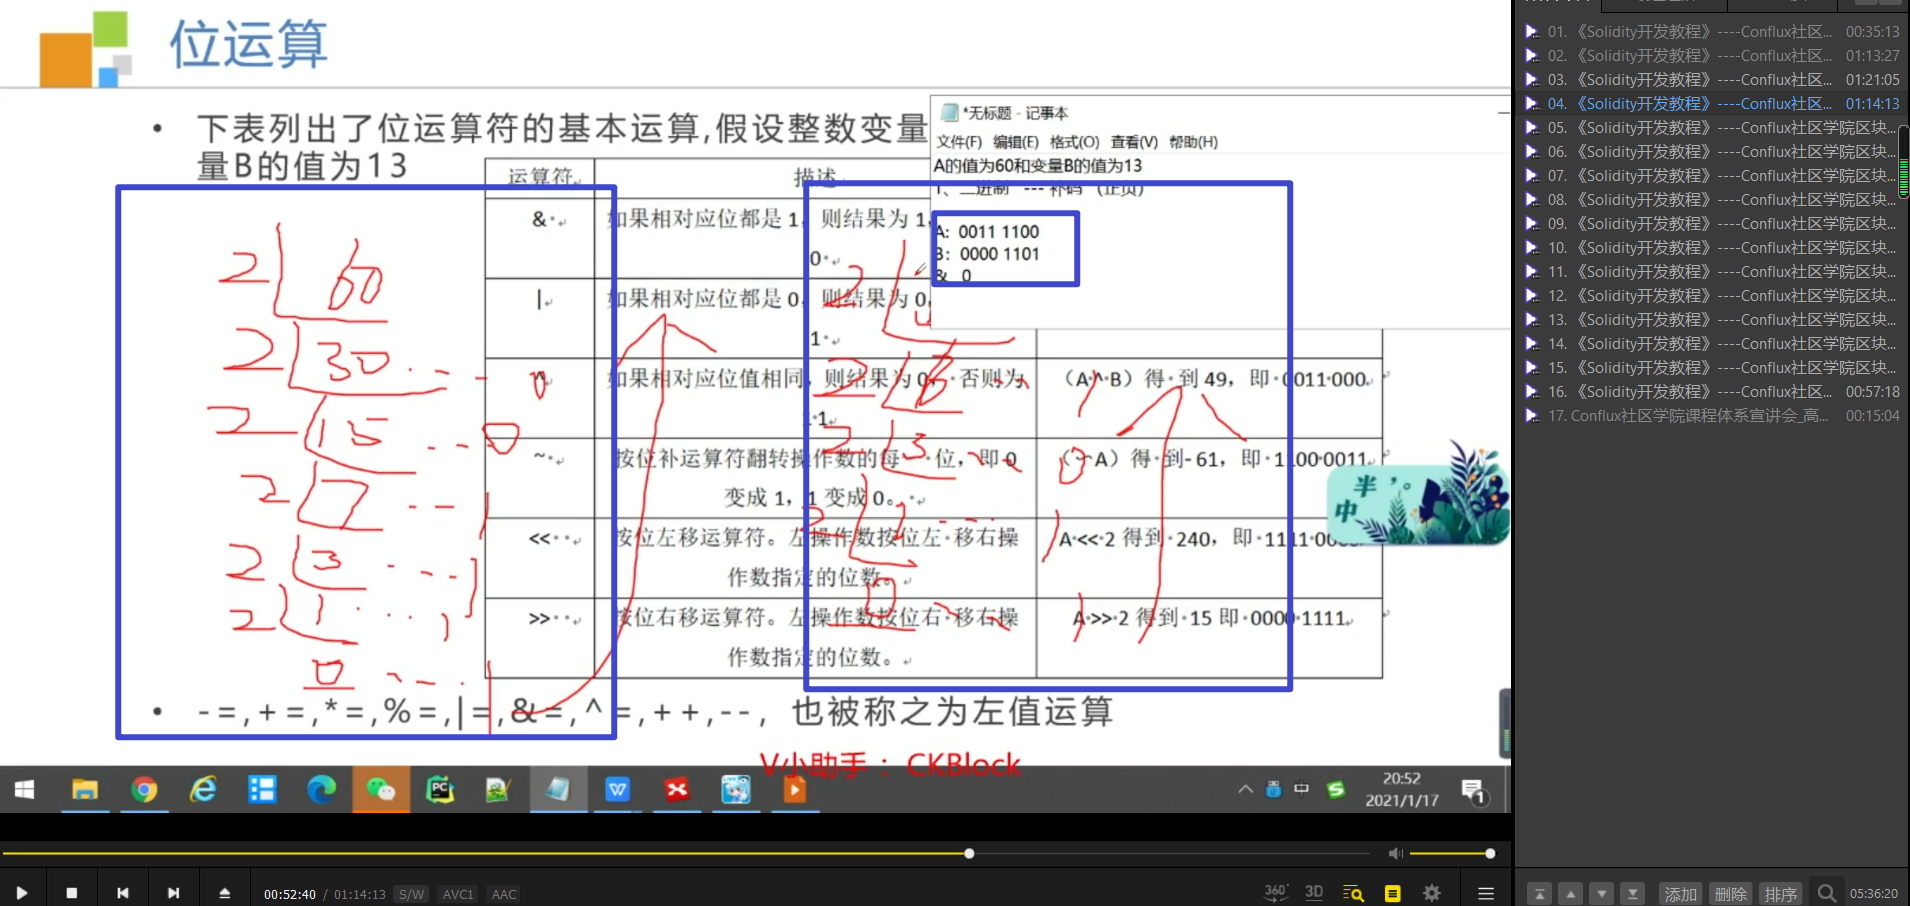 位运算
• 下表列出了位运算符的基本运算,假设整数变量
量B的值为13
*无标题 - 记事本
文件(F) 编辑(E) 格式(O) 查看(V) 帮助(H)
A的值为60和变量B的值为13
1、二进制 --- 补码 （正负）
A: 0011 1100
B: 0000 1101
& 0
运算符 描述
& 如果相对应位都是 1，则结果为 1，
0
| 如果相对应位都是 0，则结果为 0，
1
^ 如果相对应位值相同，则结果为 0，否则为 （A ^ B）得 到 49，即 0011 000
1
~ 按位补运算符翻转操作数的每一 位，即 0 （~A）得 到- 61，即 1100 0011
变成 1，1 变成 0。
<< 按位左移运算符。左操作数按位左 移右操 A << 2 得到 240，即 1111
作数指定的位数。
>> 按位右移运算符。左操作数按位右 移右操 A >> 2 得到 15 即 0000 1111
作数指定的位数。
2 60
2 30 0
2 15 0
2 7 1
2 3 1
2 1 1
0 1
• -=,+=,*=,%=,|=,&=,^=,++,--，也被称之为左值运算
V小助手 ：CKBlock
中
20:52
2021/1/17
1
半
中
00:52:40 / 01:14:13 S/W AVC1 AAC
360° 3D
01. 《Solidity开发教程》----Conflux社区... 00:35:13
02. 《Solidity开发教程》----Conflux社区... 01:13:27
03. 《Solidity开发教程》----Conflux社区... 01:21:05
04. 《Solidity开发教程》----Conflux社区... 01:14:13
05. 《Solidity开发教程》----Conflux社区学院区块...
06. 《Solidity开发教程》----Conflux社区学院区块...
07. 《Solidity开发教程》----Conflux社区学院区块...
08. 《Solidity开发教程》----Conflux社区学院区块...
09. 《Solidity开发教程》----Conflux社区学院区块...
10. 《Solidity开发教程》----Conflux社区学院区块...
11. 《Solidity开发教程》----Conflux社区学院区块...
12. 《Solidity开发教程》----Conflux社区学院区块...
13. 《Solidity开发教程》----Conflux社区学院区块...
14. 《Solidity开发教程》----Conflux社区学院区块...
15. 《Solidity开发教程》----Conflux社区学院区块...
16. 《Solidity开发教程》----Conflux社区... 00:57:18
17. Conflux社区学院课程体系宣讲会_高... 00:15:04
添加 删除 排序 05:36:20